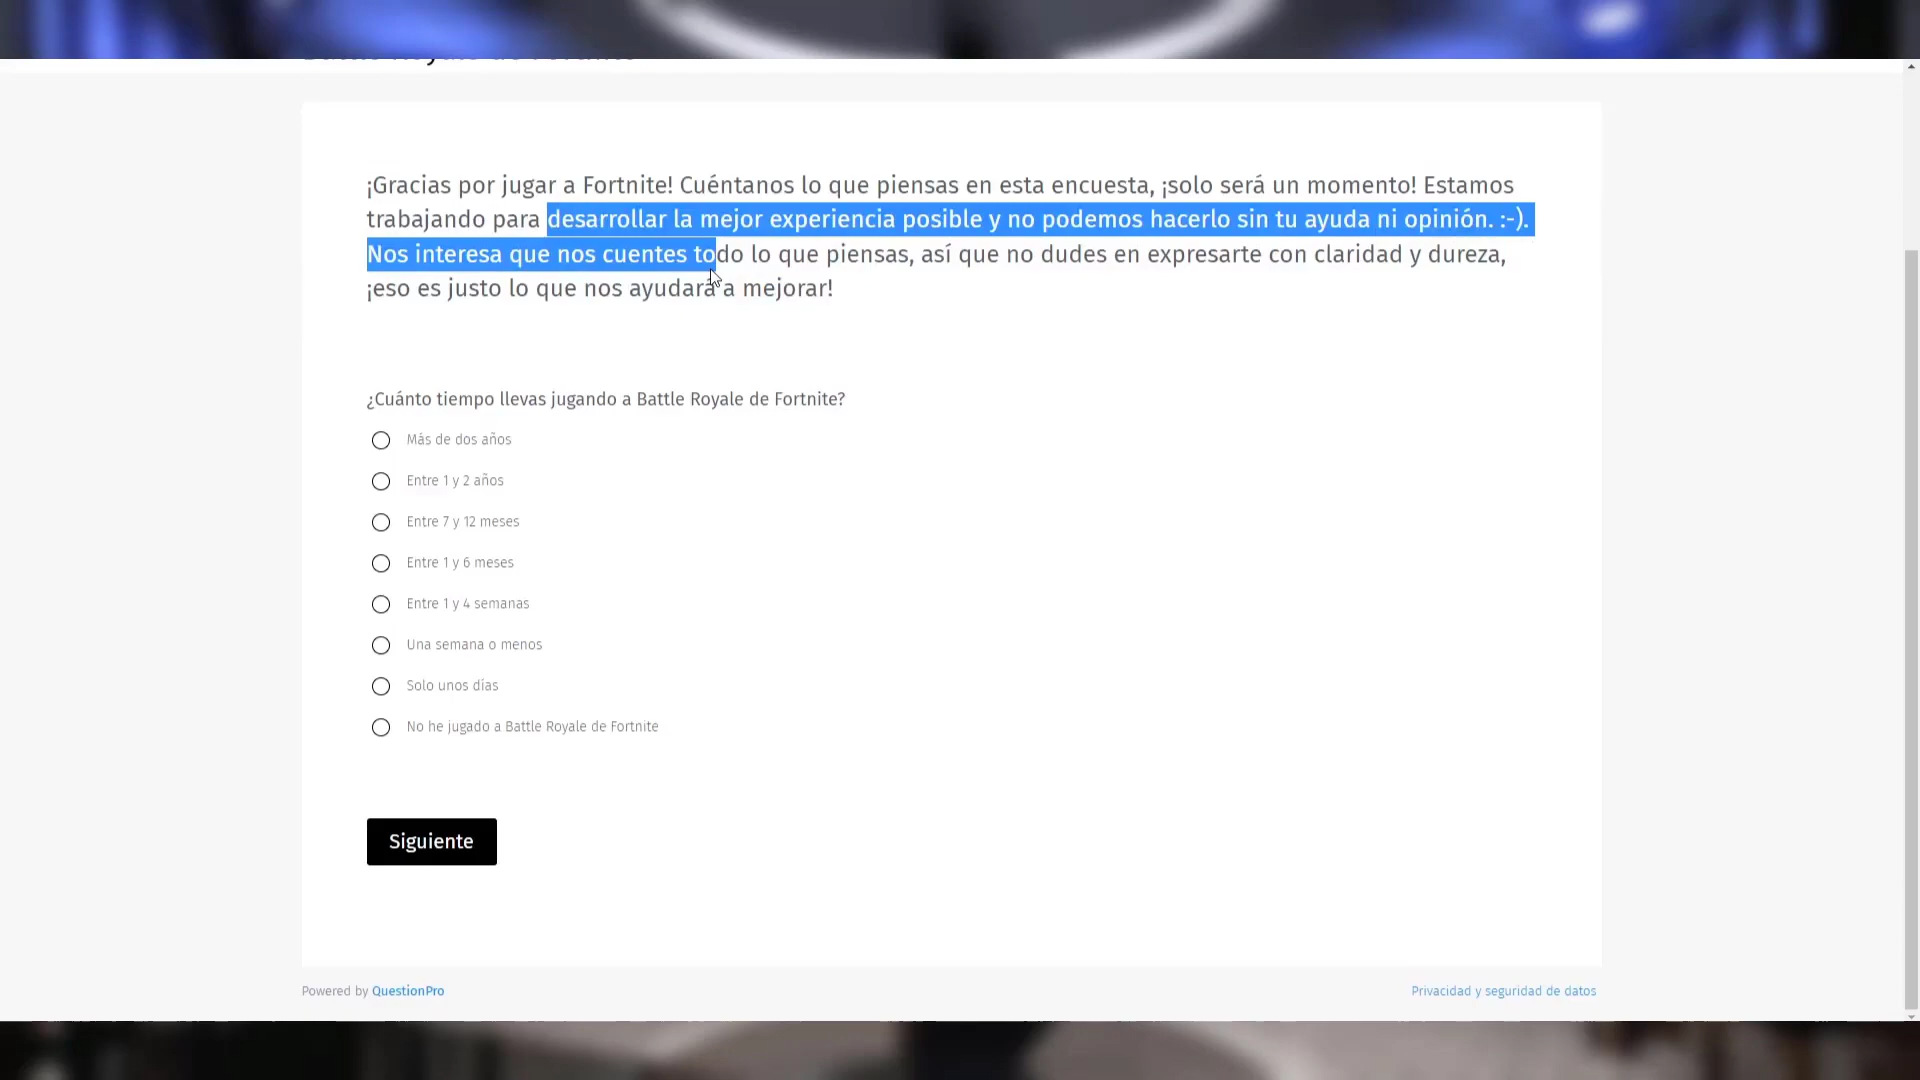 ¡Gracias por jugar a Fortnite! Cuéntanos lo que piensas en esta encuesta, ¡solo será un momento! Estamos
trabajando para desarrollar la mejor experiencia posible y no podemos hacerlo sin tu ayuda ni opinión. :-).
Nos interesa que nos cuentes todo lo que piensas, así que no dudes en expresarte con claridad y dureza,
¡eso es justo lo que nos ayudará a mejorar!
¿Cuánto tiempo llevas jugando a Battle Royale de Fortnite?
Más de dos años
Entre 1 y 2 años
Entre 7 y 12 meses
Entre 1 y 6 meses
Entre 1 y 4 semanas
Una semana o menos
Solo unos días
No he jugado a Battle Royale de Fortnite
Siguiente
Powered by QuestionPro
Privacidad y seguridad de datos